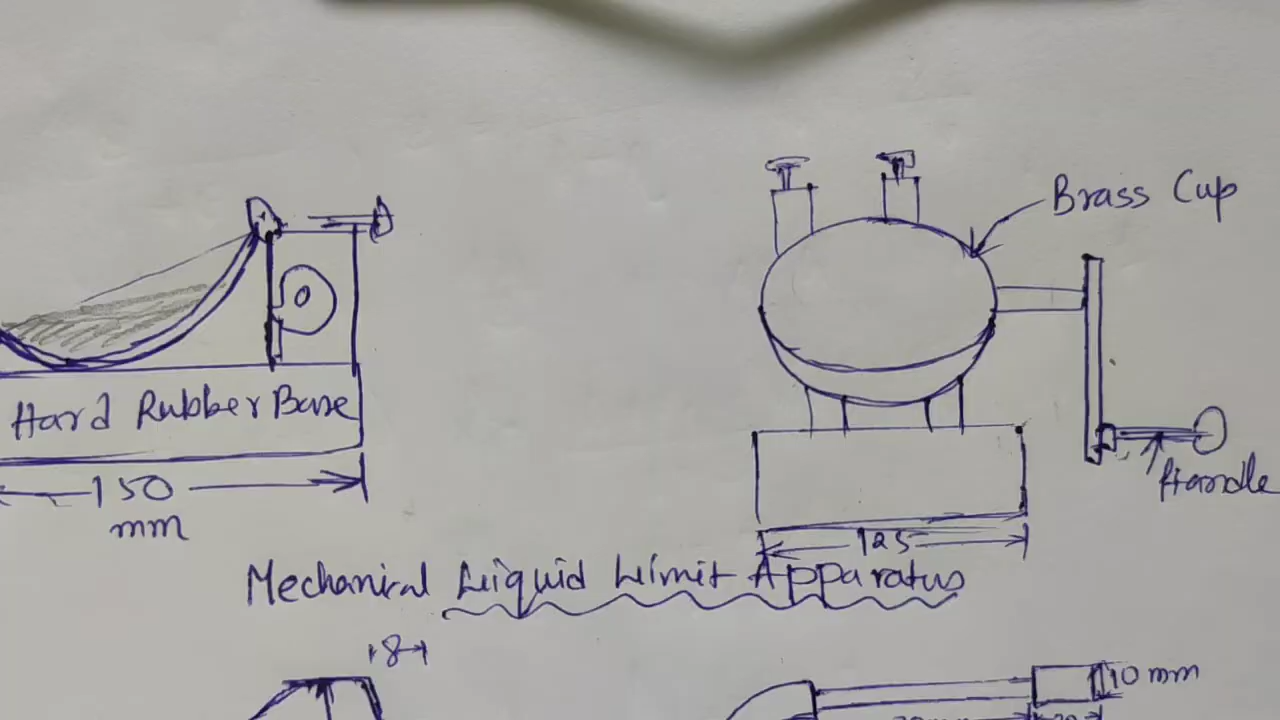 Brass Cup
Hard Rubber Base
Handle
150
mm
125
Mechanical Liquid Limit Apparatus
8
10 mm